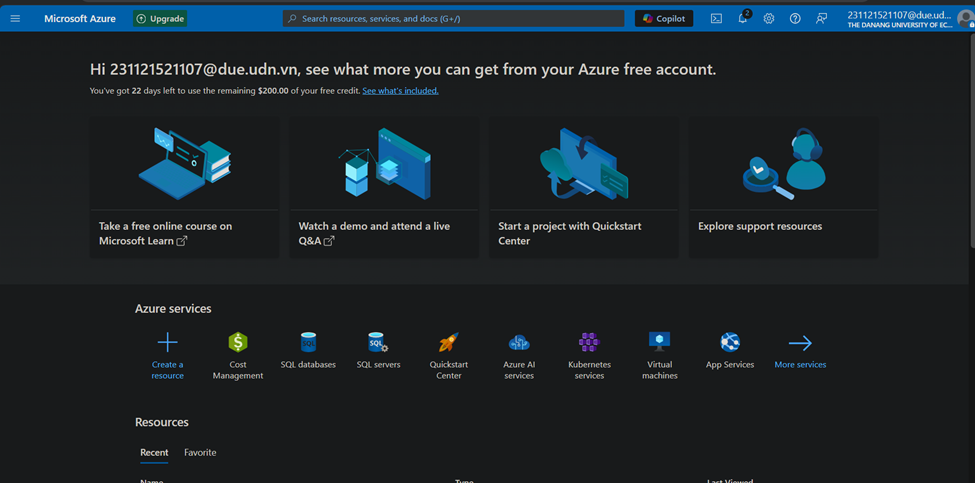 Microsoft Azure
Upgrade
Search resources, services, and docs (G+/)
Copilot
2
231121521107@due.ud...
THE DANANG UNIVERSITY OF EC...
Hi 231121521107@due.udn.vn, see what more you can get from your Azure free account.
You've got 22 days left to use the remaining $200.00 of your free credit. See what's included.
Take a free online course on
Microsoft Learn
Watch a demo and attend a live
Q&A
Start a project with Quickstart
Center
Explore support resources
Azure services
SQL
SQL
Create a
resource
Cost
Management
SQL databases
SQL servers
Quickstart
Center
Azure AI
services
Kubernetes
services
Virtual
machines
App Services
More services
Resources
Recent
Favorite
Name
Type
Last Viewed